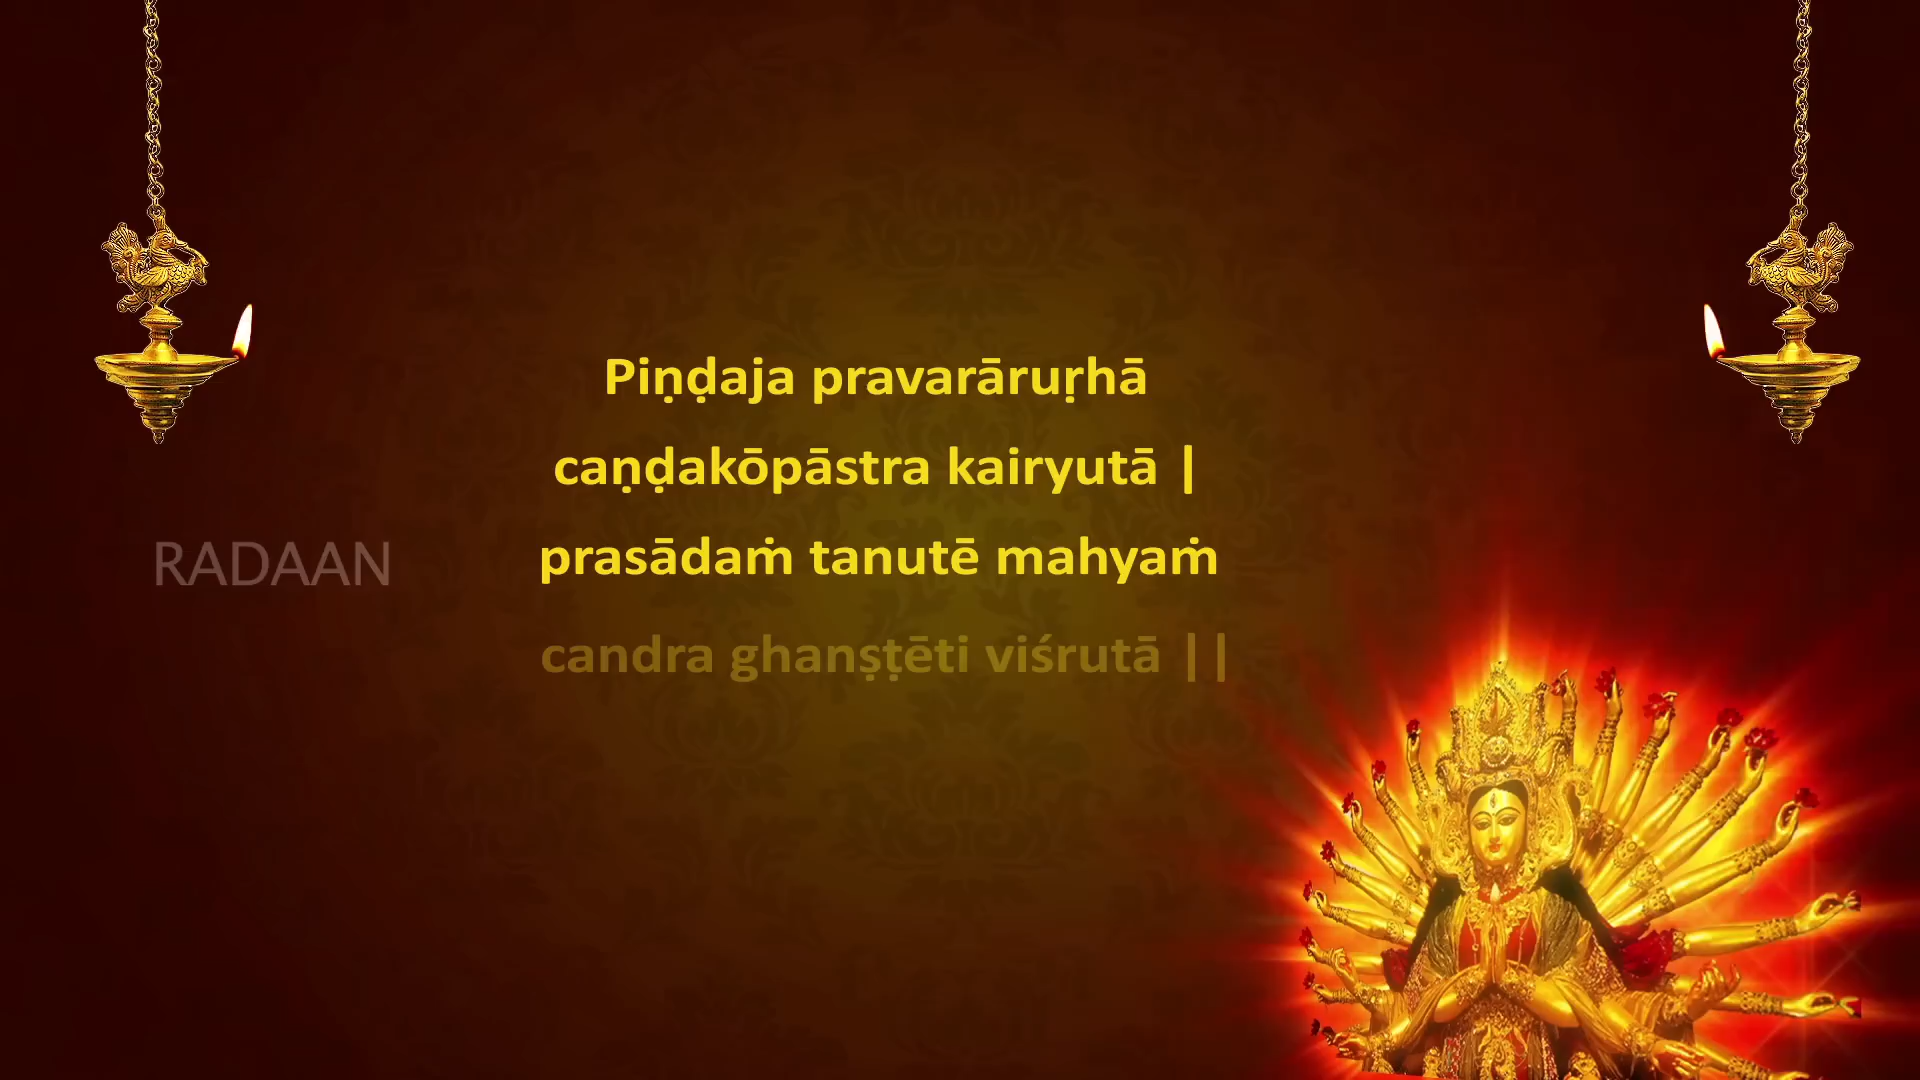 Piṇḍaja pravarāruṛhā
caṇḍakōpāstra kairyutā |
RADAAN
prasādaṁ tanutē mahyaṁ
candra ghanṣṭēti viśrutā ||